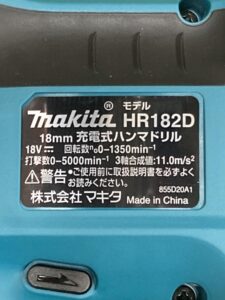 makita® モデル HR182D
18mm 充電式ハンマドリル
18V⎓ 回転数n₀0-1350min⁻¹
打撃数0-5000min⁻¹ 3軸合成値:11.0m/s²
⚠警告●ご使用前に取扱説明書をよくお読みください。
855D20A1
株式会社マキタ Made in China